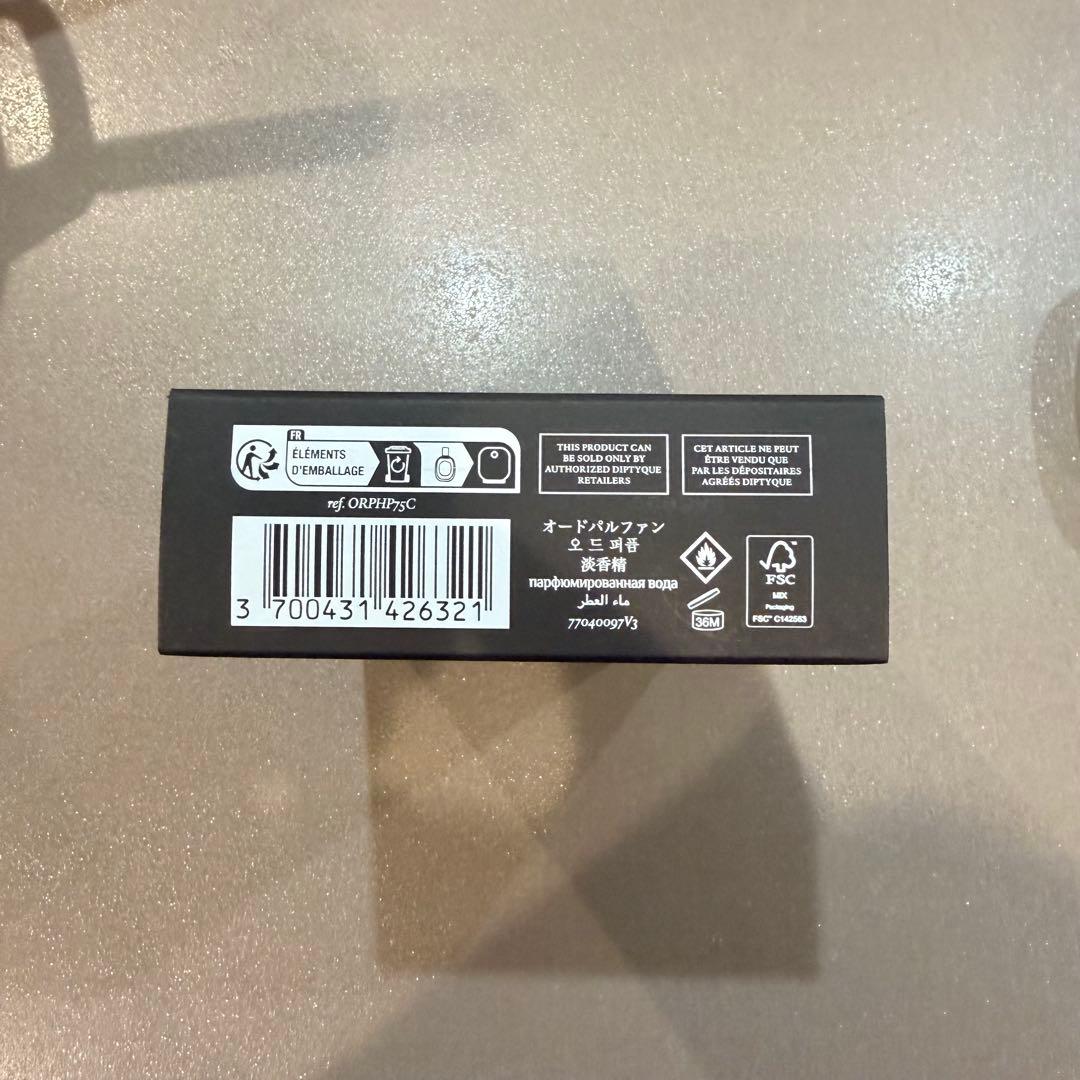 FR
ÉLÉMENTS
D'EMBALLAGE
ref. ORPHP75C
3 700431 426321
THIS PRODUCT CAN
BE SOLD ONLY BY
AUTHORIZED DIPTYQUE
RETAILERS
CET ARTICLE NE PEUT
ÊTRE VENDU QUE
PAR LES DÉPOSITAIRES
AGRÉÉS DIPTYQUE
オードパルファン
오 드 퍼퓸
淡香精
парфюмированная вода
ماء العطر
77040097V3
36M
FSC
MIX
Packaging
FSC™ C142563